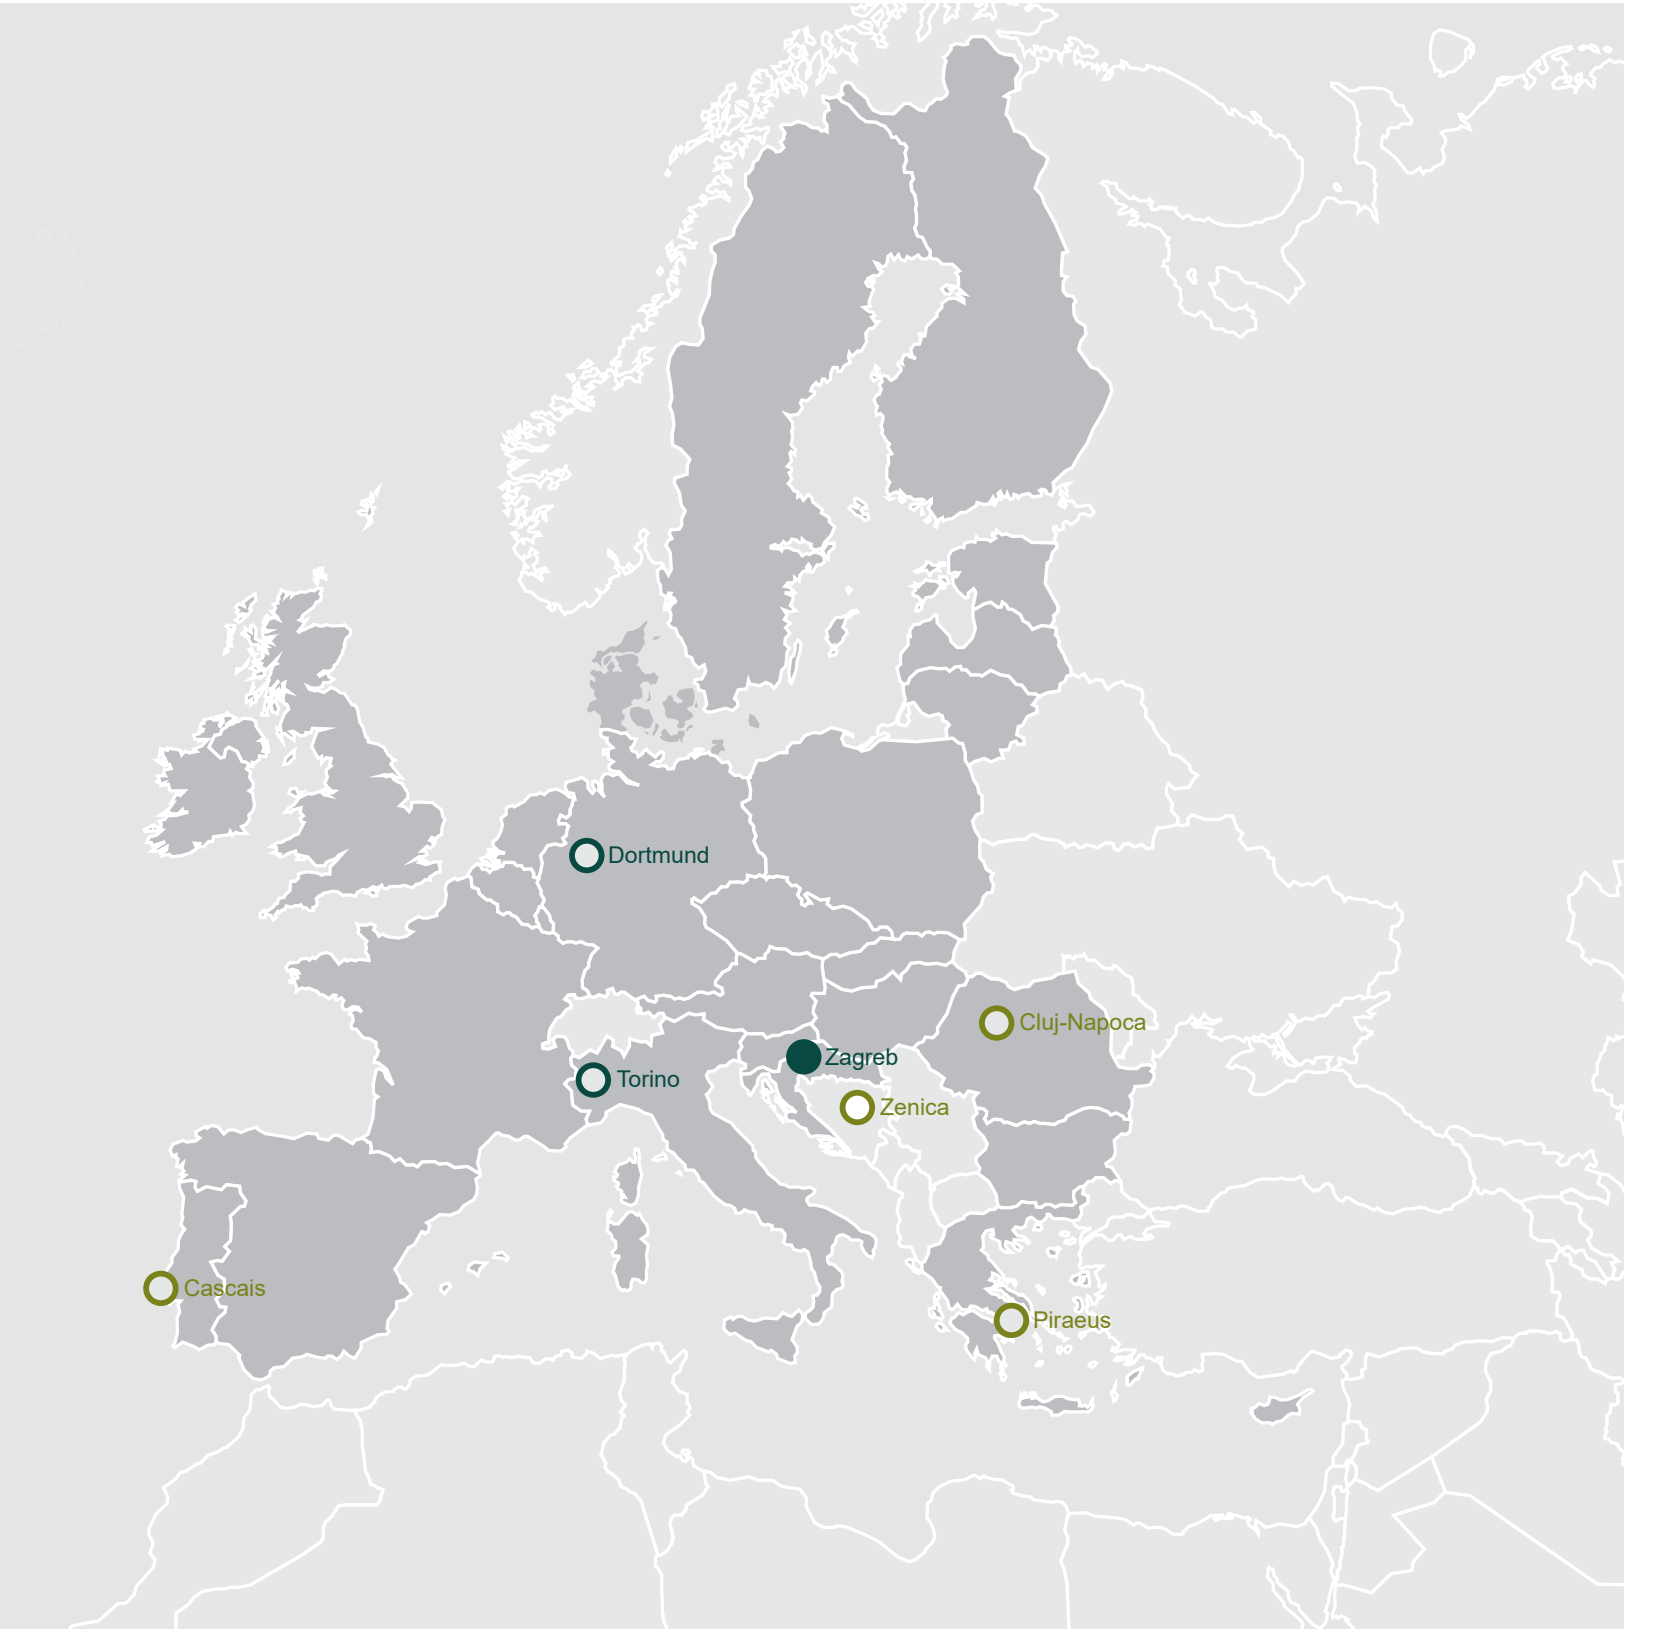 Dortmund
Cluj-Napoca
Zagreb
Torino
Zenica
Cascais
Piraeus